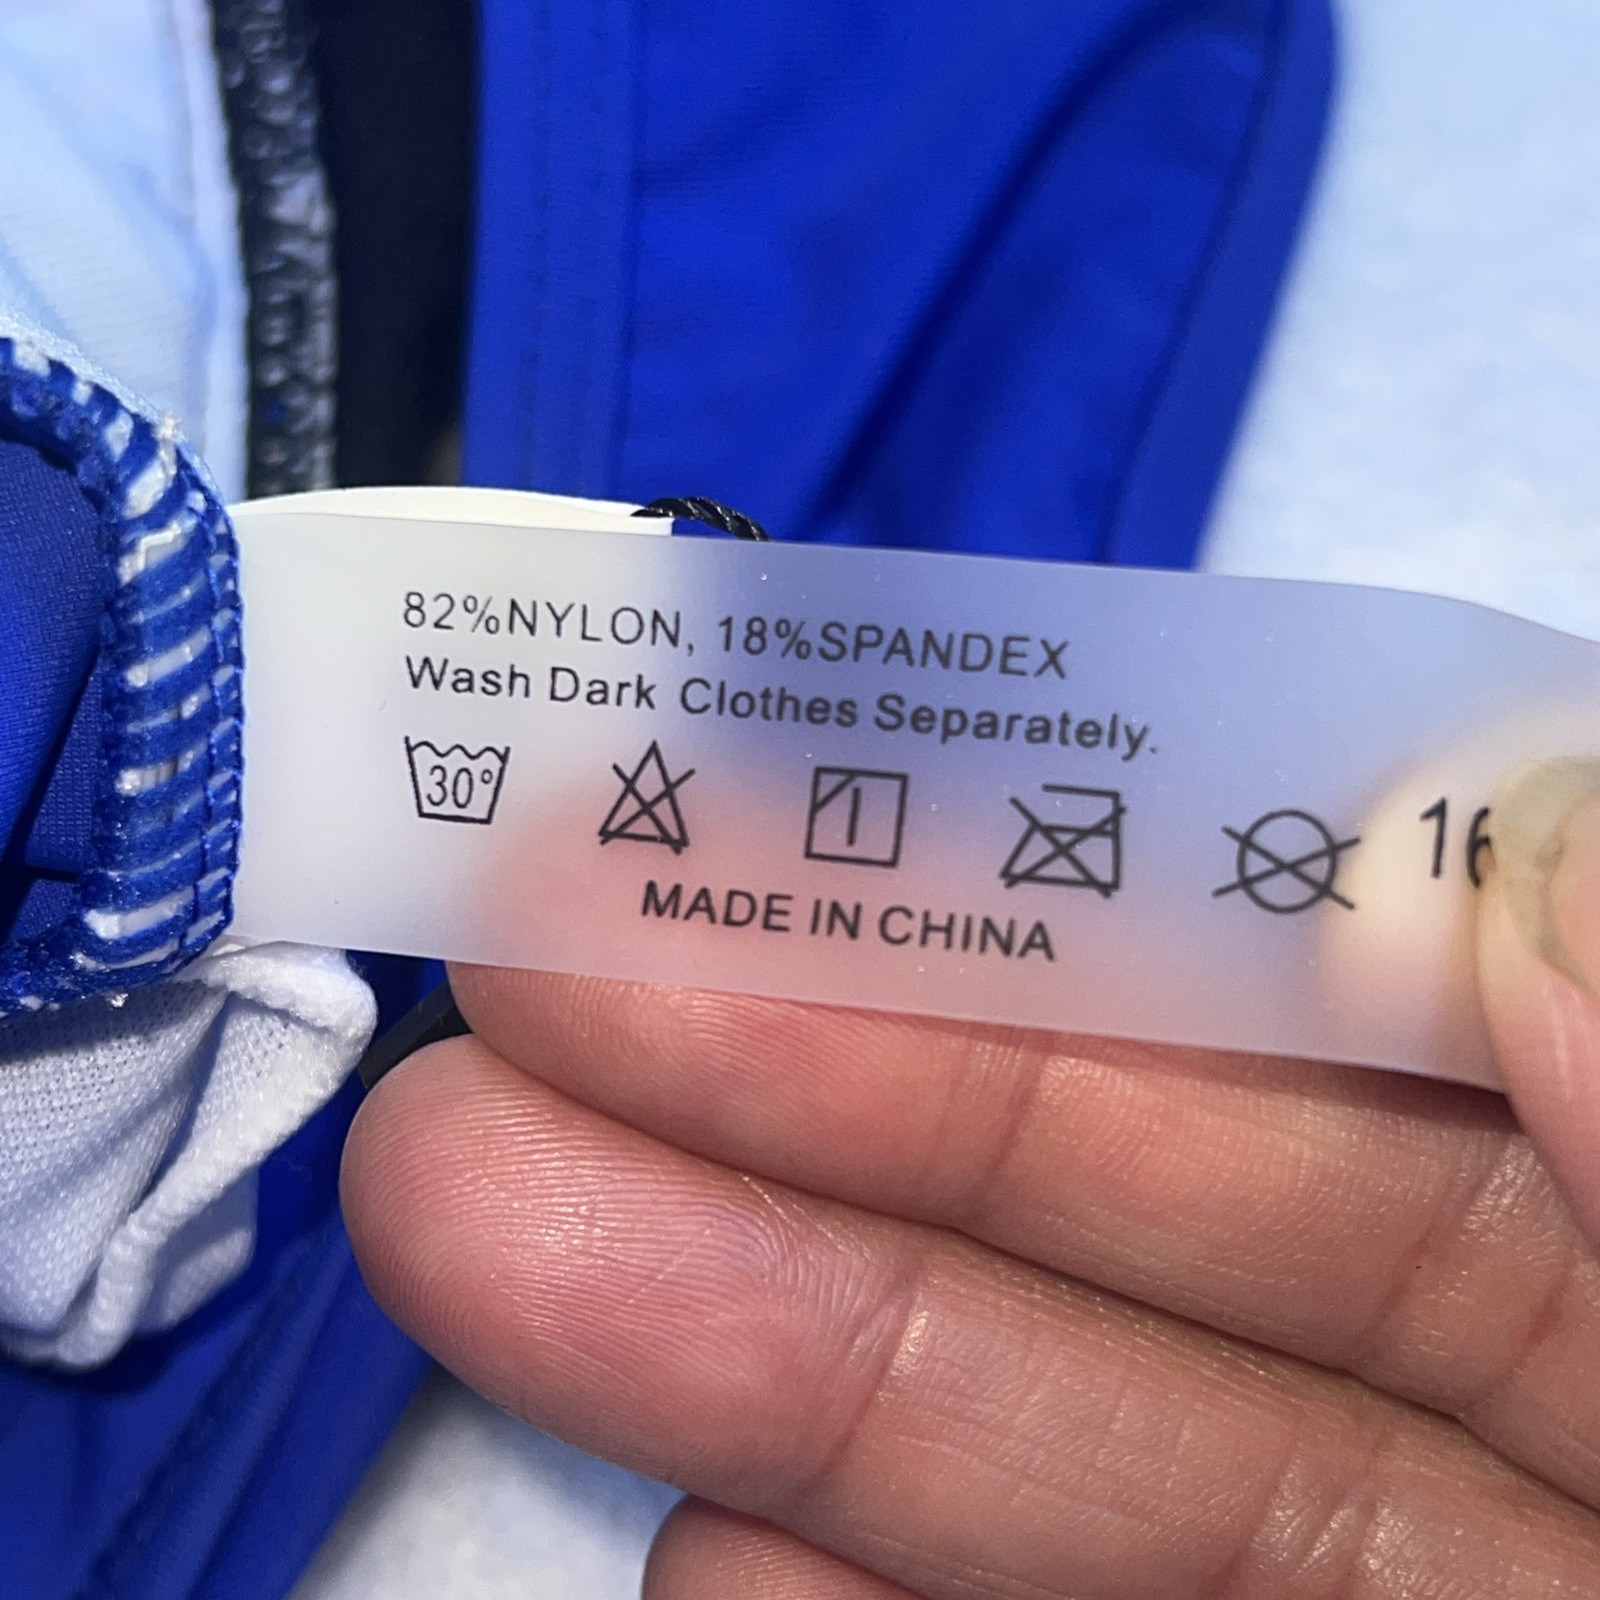 82%NYLON, 18%SPANDEX
Wash Dark Clothes Separately.
30°
MADE IN CHINA